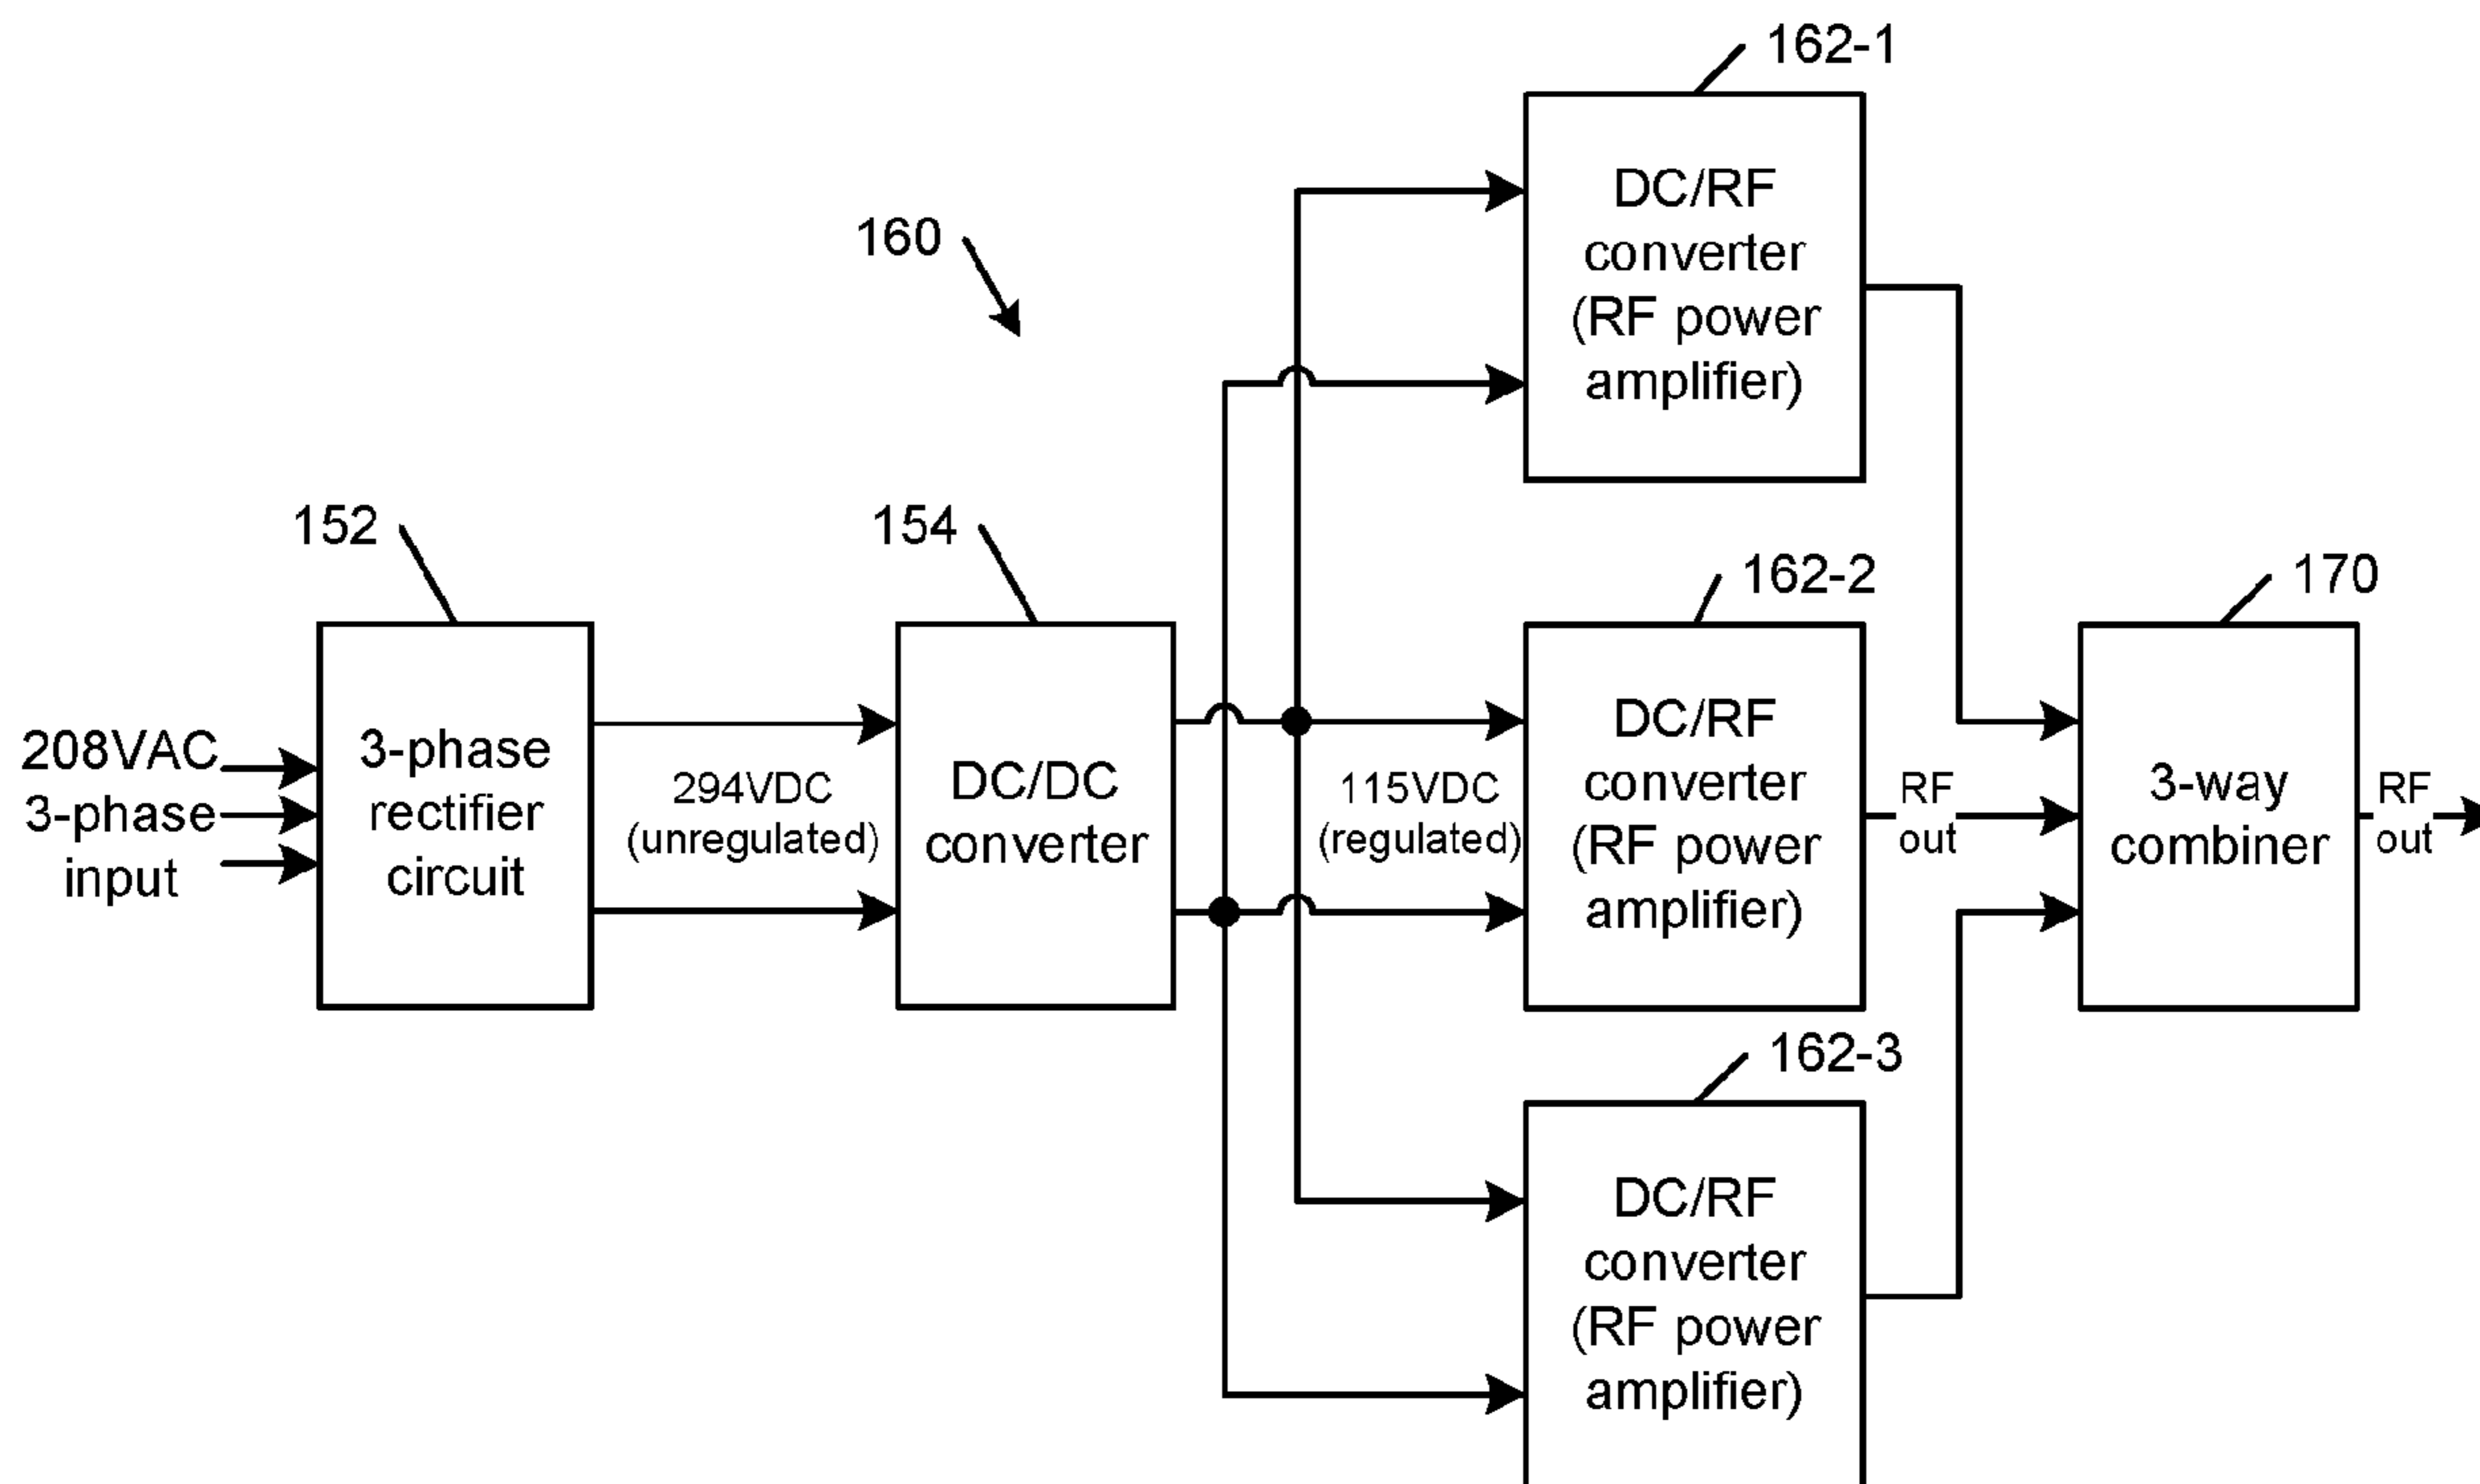 162-1
DC/RF
converter
(RF power
amplifier)
160
152
154
162-2
170
208VAC
3-phase
input
3-phase
rectifier
circuit
294VDC
(unregulated)
DC/DC
converter
115VDC
(regulated)
DC/RF
converter
(RF power
amplifier)
RF
out
3-way
combiner
RF
out
162-3
DC/RF
converter
(RF power
amplifier)